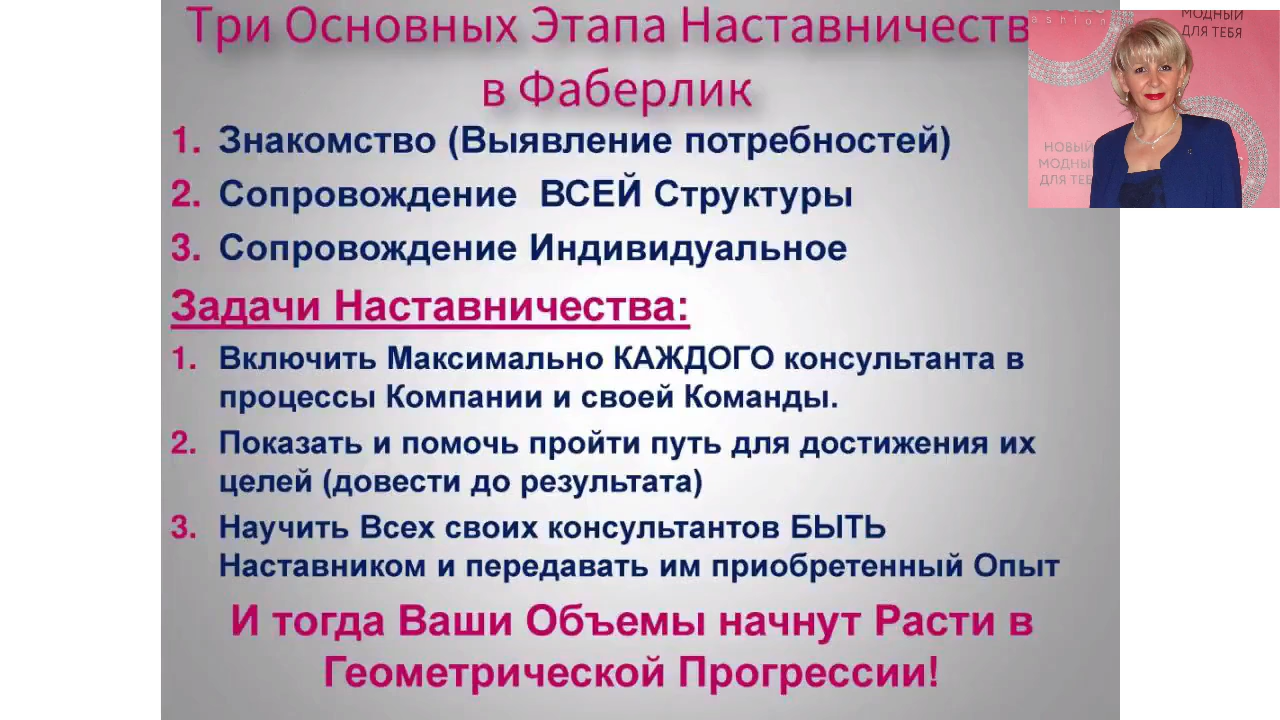 Три Основных Этапа Наставничеств
в Фаберлик
1. Знакомство (Выявление потребностей)
2. Сопровождение ВСЕЙ Структуры
3. Сопровождение Индивидуальное
Задачи Наставничества:
1. Включить Максимально КАЖДОГО консультанта в
процессы Компании и своей Команды.
2. Показать и помочь пройти путь для достижения их
целей (довести до результата)
3. Научить Всех своих консультантов БЫТЬ
Наставником и передавать им приобретенный Опыт
И тогда Ваши Объемы начнут Расти в
Геометрической Прогрессии!
ashion
МОДНЫЙ
ДЛЯ ТЕБЯ
НОВЫЙ
МОДНЫ
ДЛЯ ТЕБ